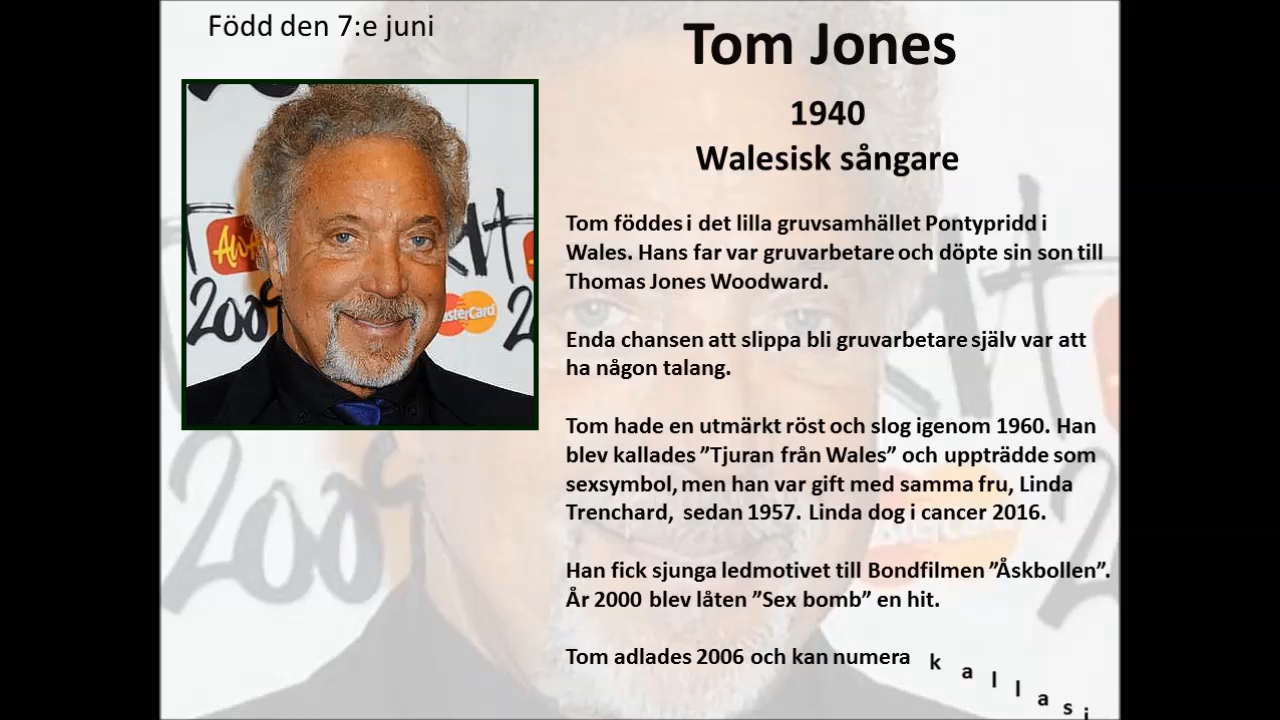 Född den 7:e juni
Tom Jones
1940
Walesisk sångare
Tom föddes i det lilla gruvsamhället Pontypridd i
Wales. Hans far var gruvarbetare och döpte sin son till
Thomas Jones Woodward.
Enda chansen att slippa bli gruvarbetare själv var att
ha någon talang.
Tom hade en utmärkt röst och slog igenom 1960. Han
blev kallades ”Tjuran från Wales” och uppträdde som
sexsymbol, men han var gift med samma fru, Linda
Trenchard, sedan 1957. Linda dog i cancer 2016.
Han fick sjunga ledmotivet till Bondfilmen ”Åskbollen”.
År 2000 blev låten ”Sex bomb” en hit.
Tom adlades 2006 och kan numera k a l l a s i
2009
MasterCard
2009